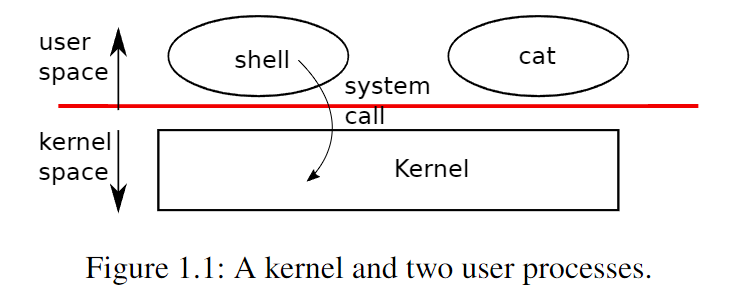 user
space
shell
cat
system
call
kernel
space
Kernel
Figure 1.1: A kernel and two user processes.